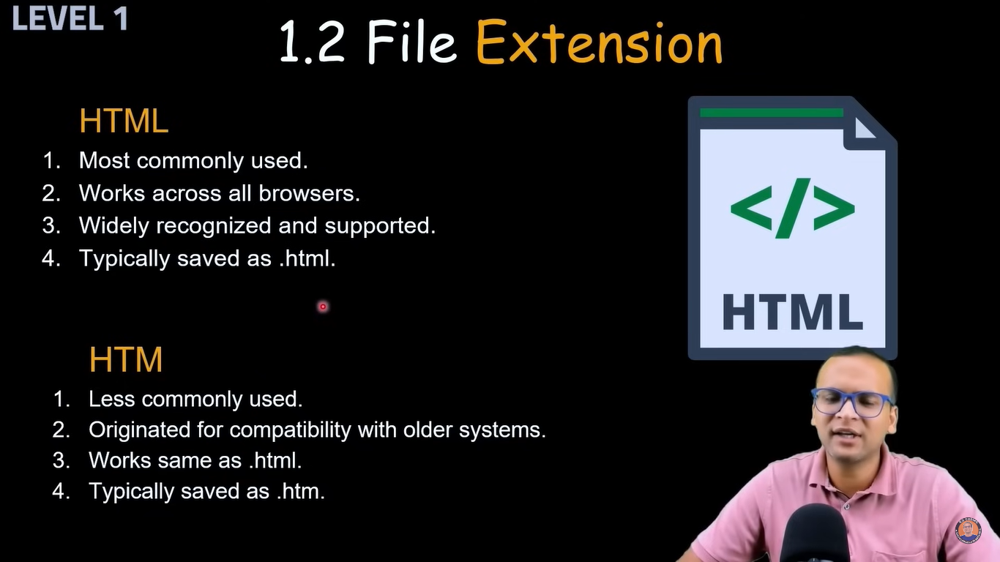 LEVEL 1
1.2 File Extension
HTML
1. Most commonly used.
2. Works across all browsers.
3. Widely recognized and supported.
4. Typically saved as .html.
</>
HTML
HTM
1. Less commonly used.
2. Originated for compatibility with older systems.
3. Works same as .html.
4. Typically saved as .htm.